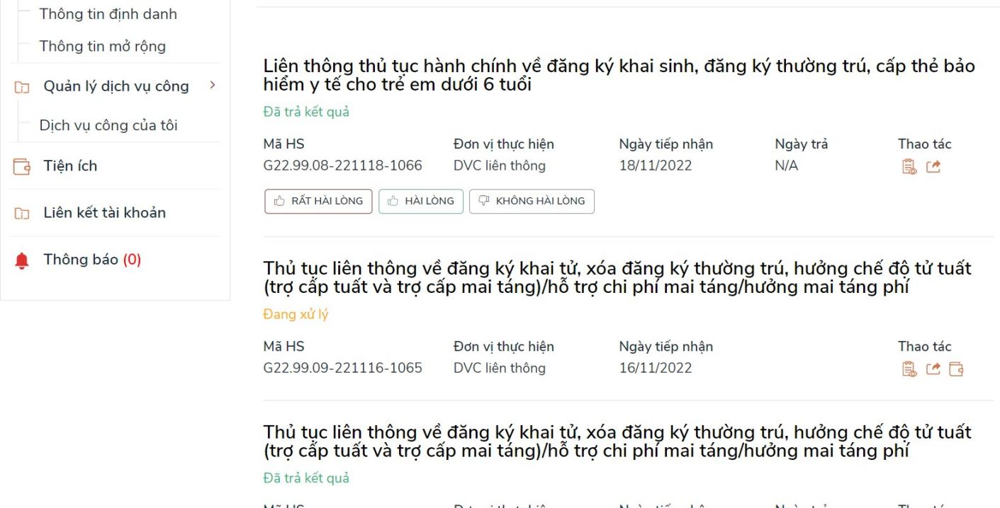 Thông tin định danh
Thông tin mở rộng
Quản lý dịch vụ công
Dịch vụ công của tôi
Tiện ích
Liên kết tài khoản
Thông báo (0)
Liên thông thủ tục hành chính về đăng ký khai sinh, đăng ký thường trú, cấp thẻ bảo
hiểm y tế cho trẻ em dưới 6 tuổi
Đã trả kết quả
Mã HS Đơn vị thực hiện Ngày tiếp nhận Ngày trả Thao tác
G22.99.08-221118-1066 DVC liên thông 18/11/2022 N/A
RẤT HÀI LÒNG HÀI LÒNG KHÔNG HÀI LÒNG
Thủ tục liên thông về đăng ký khai tử, xóa đăng ký thường trú, hưởng chế độ tử tuất
(trợ cấp tuất và trợ cấp mai táng)/hỗ trợ chi phí mai táng/hưởng mai táng phí
Đang xử lý
Mã HS Đơn vị thực hiện Ngày tiếp nhận Thao tác
G22.99.09-221116-1065 DVC liên thông 16/11/2022
Thủ tục liên thông về đăng ký khai tử, xóa đăng ký thường trú, hưởng chế độ tử tuất
(trợ cấp tuất và trợ cấp mai táng)/hỗ trợ chi phí mai táng/hưởng mai táng phí
Đã trả kết quả